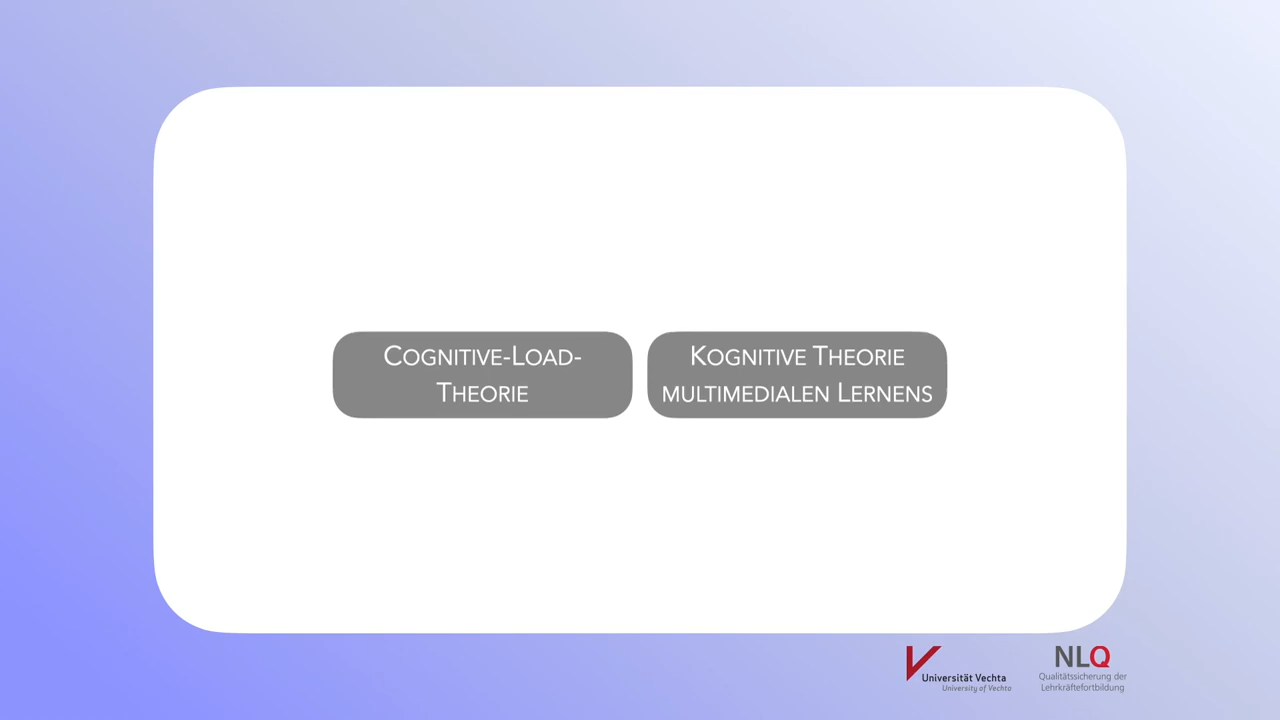 Cognitive-Load-
Theorie
Kognitive Theorie
multimedialen Lernens
Universität Vechta
University of Vechta
NLQ
Qualitätssicherung der
Lehrkräftefortbildung